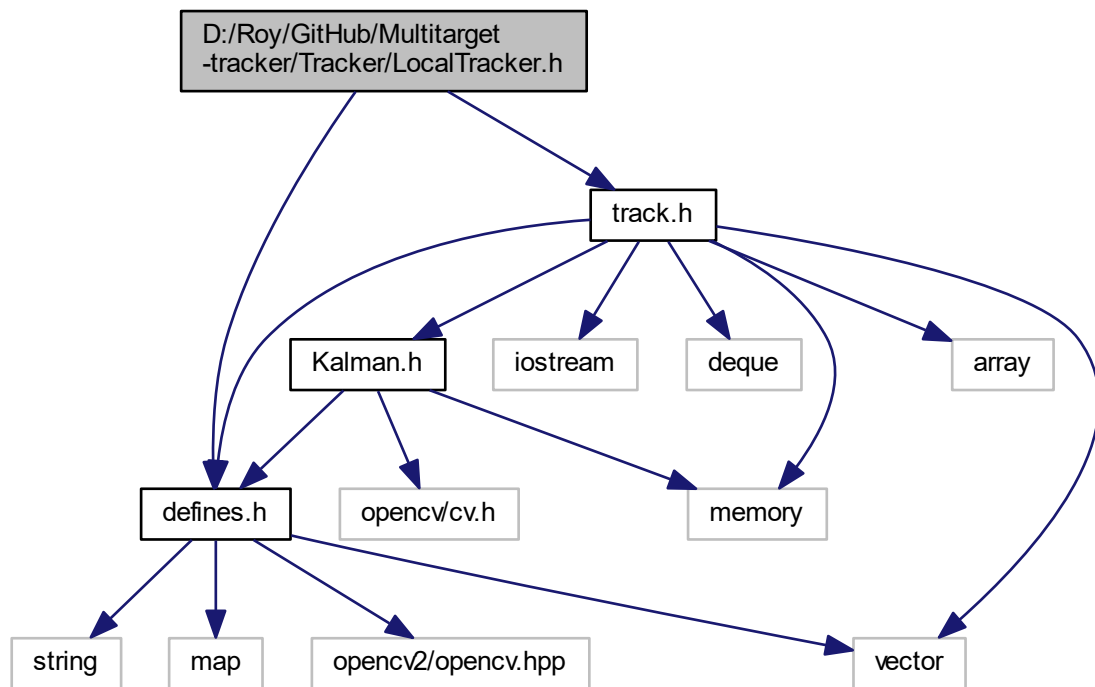 D:/Roy/GitHub/Multitarget
-tracker/Tracker/LocalTracker.h
track.h
Kalman.h
iostream
deque
array
defines.h
opencv/cv.h
memory
string
map
opencv2/opencv.hpp
vector